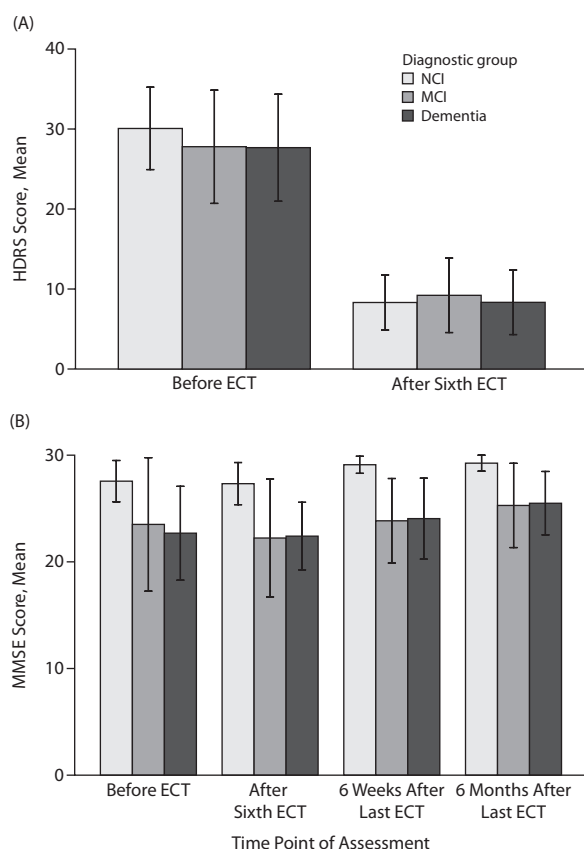 (A)
40
30
20
10
0
HDRS Score, Mean
Diagnostic group
NCI
MCI
Dementia
Before ECT
After Sixth ECT
(B)
30
20
10
0
MMSE Score, Mean
Before ECT
After
Sixth ECT
6 Weeks After
Last ECT
6 Months After
Last ECT
Time Point of Assessment